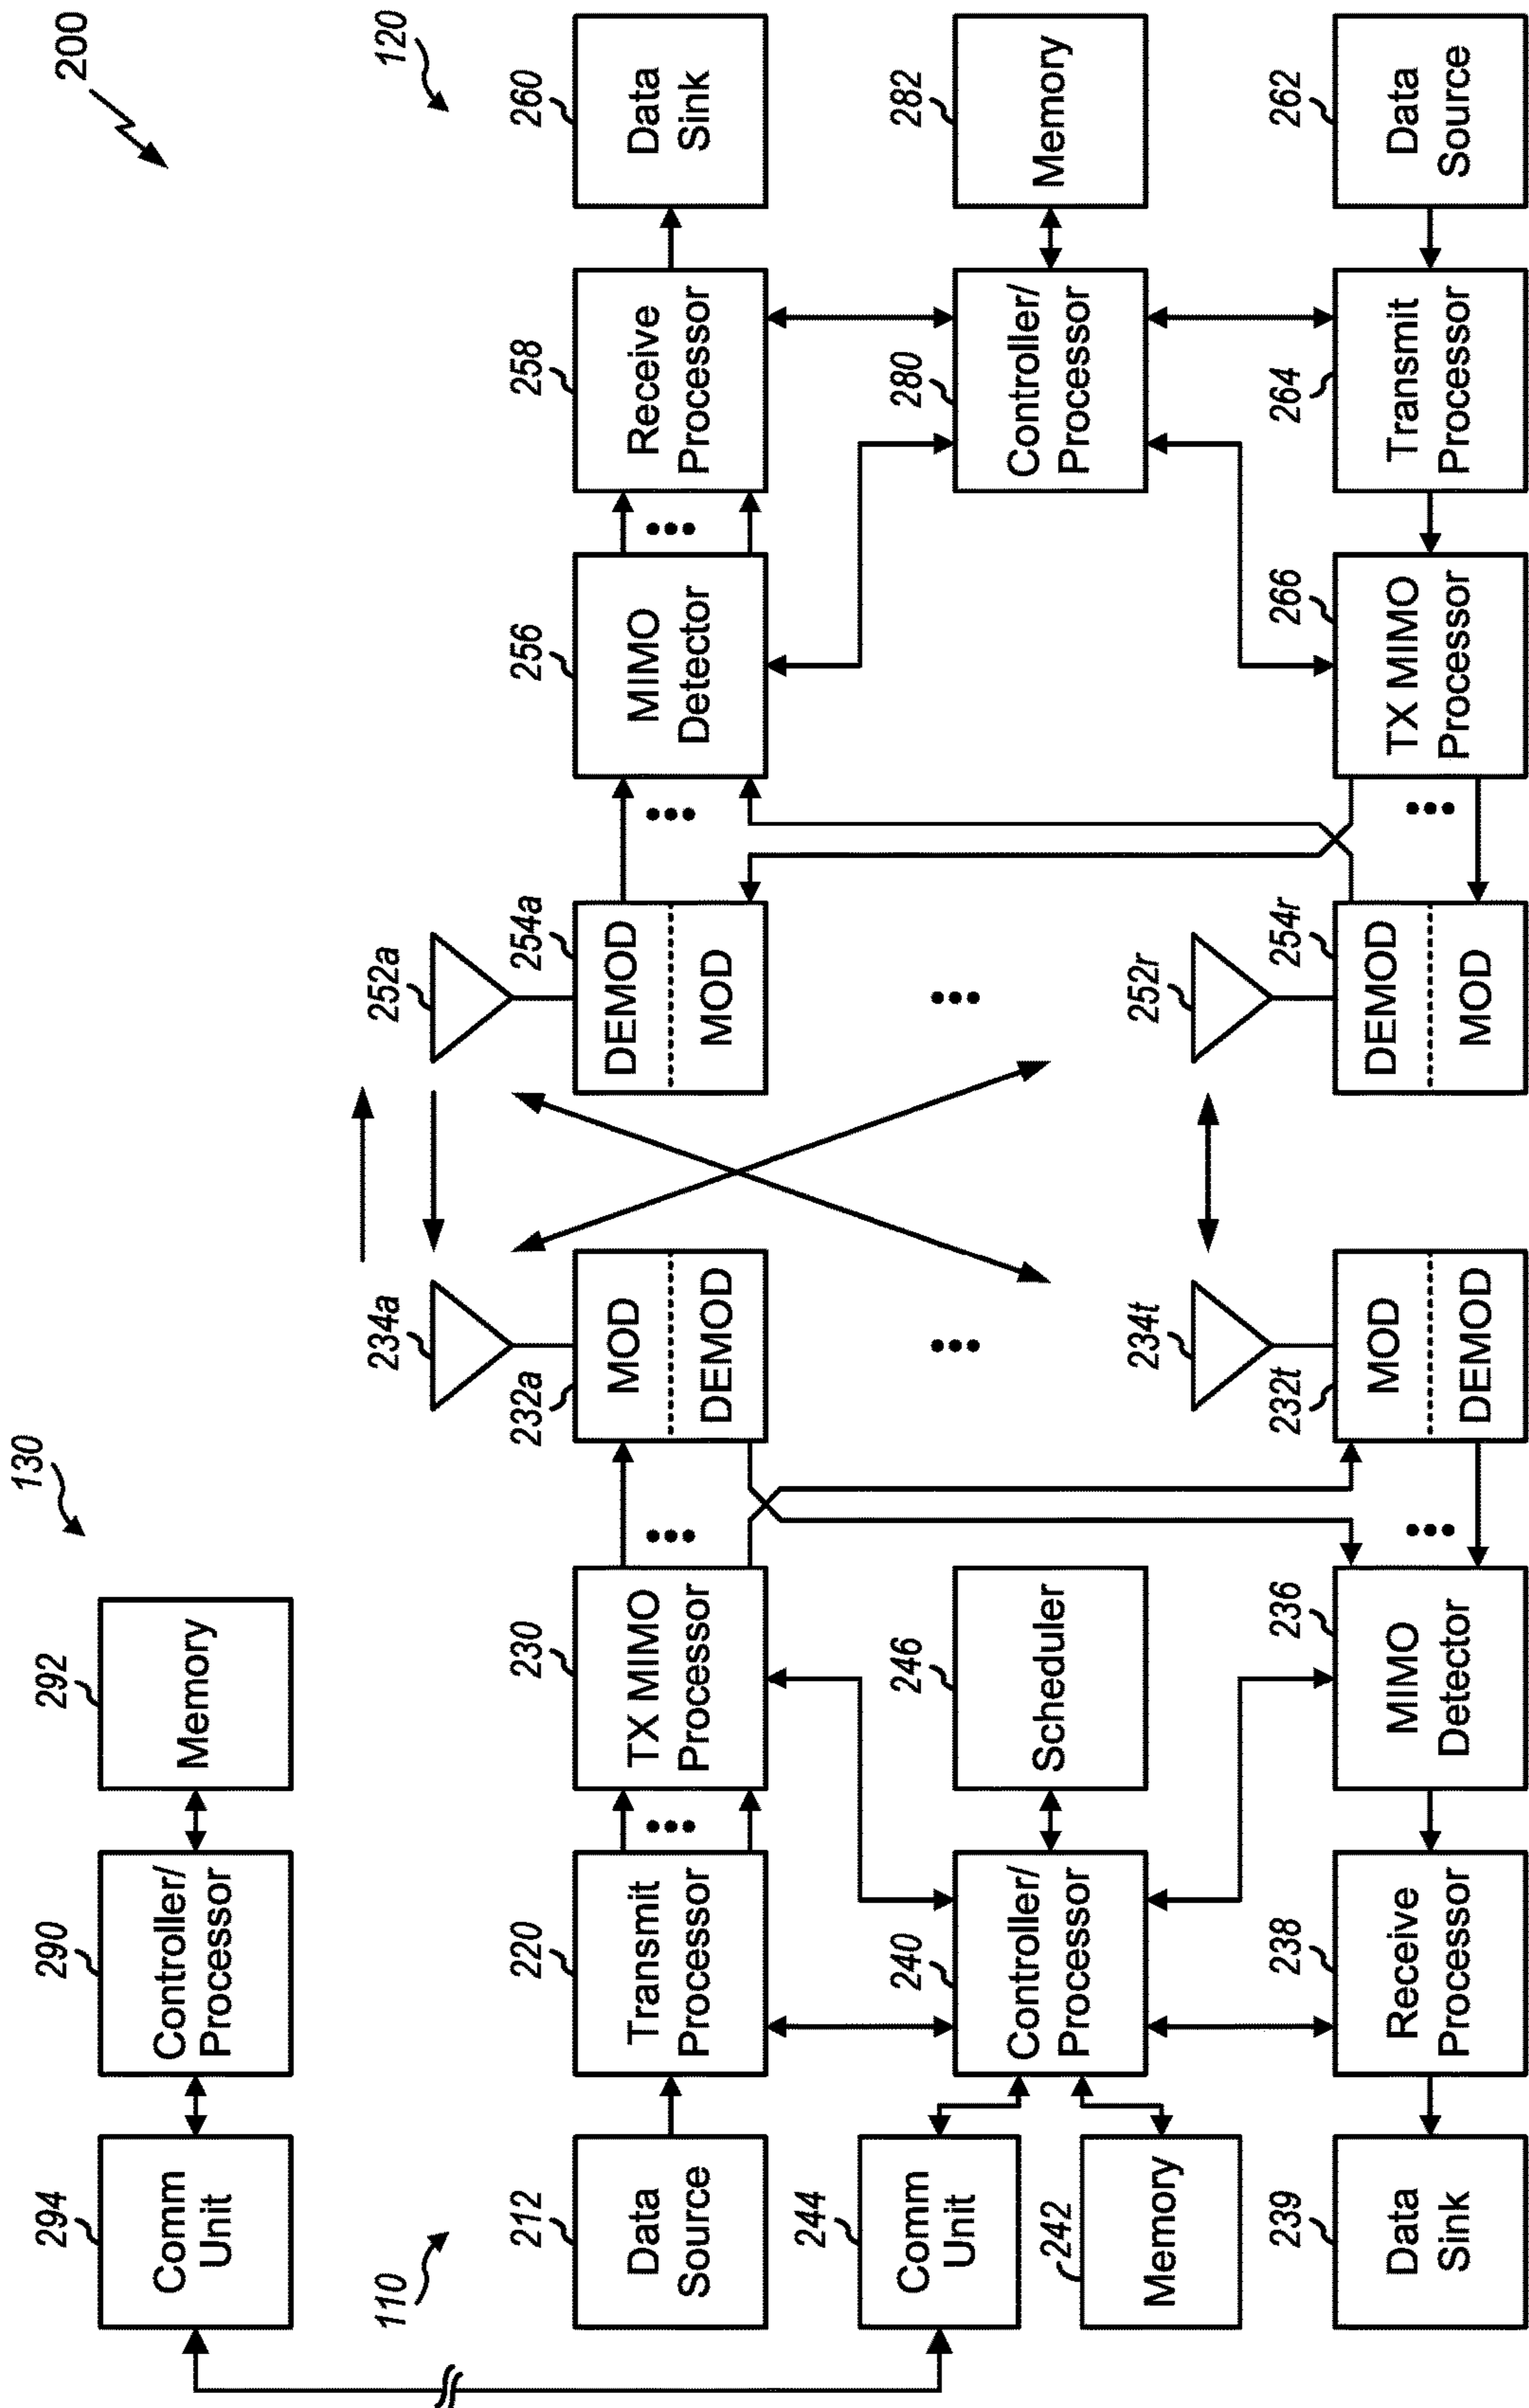 200
130
294
Comm
Unit
290
Controller/
Processor
292
Memory
110
120
212
Data
Source
220
Transmit
Processor
230
TX MIMO
Processor
232a
MOD
DEMOD
234a
252a
254a
DEMOD
MOD
256
MIMO
Detector
258
Receive
Processor
260
Data
Sink
244
Comm
Unit
242
Memory
240
Controller/
Processor
246
Scheduler
280
Controller/
Processor
282
Memory
239
Data
Sink
238
Receive
Processor
236
MIMO
Detector
232t
MOD
DEMOD
234t
252r
254r
DEMOD
MOD
266
TX MIMO
Processor
264
Transmit
Processor
262
Data
Source